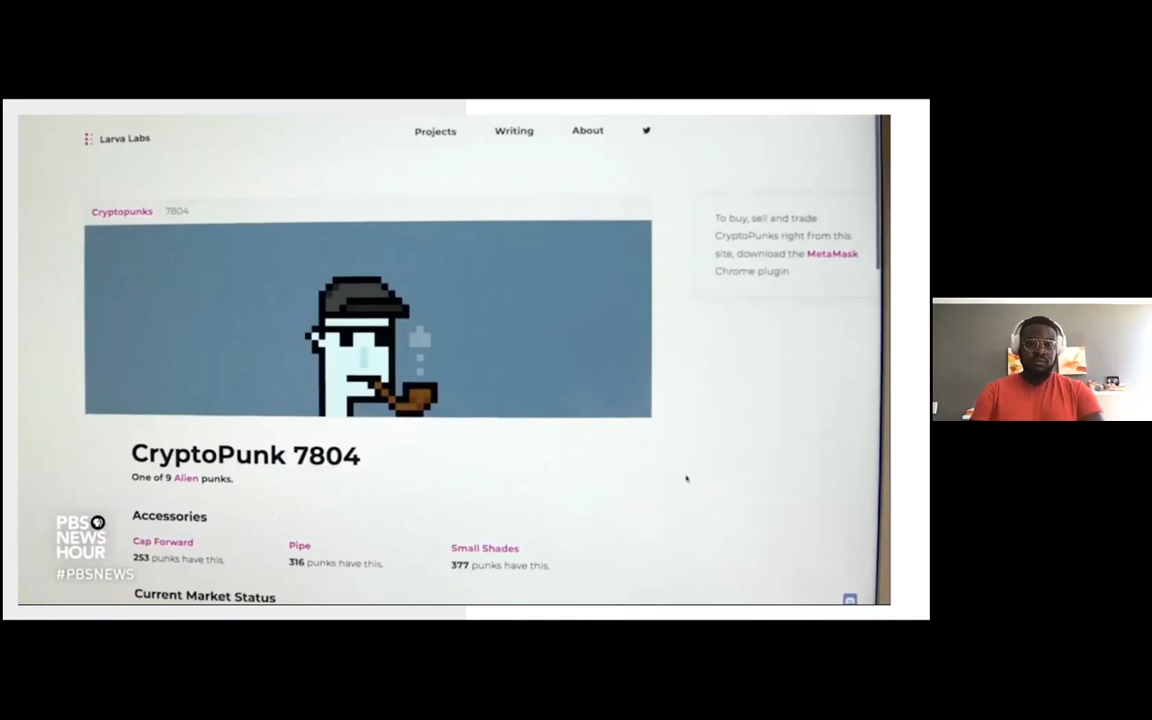 Larva Labs
Projects
Writing
About
Cryptopunks 7804
To buy, sell and trade
CryptoPunks right from this
site, download the MetaMask
Chrome plugin
CryptoPunk 7804
One of 9 Alien punks.
Accessories
Cap Forward
253 punks have this.
Pipe
316 punks have this.
Small Shades
377 punks have this.
Current Market Status
PBS
NEWS
HOUR
#PBSNEWS